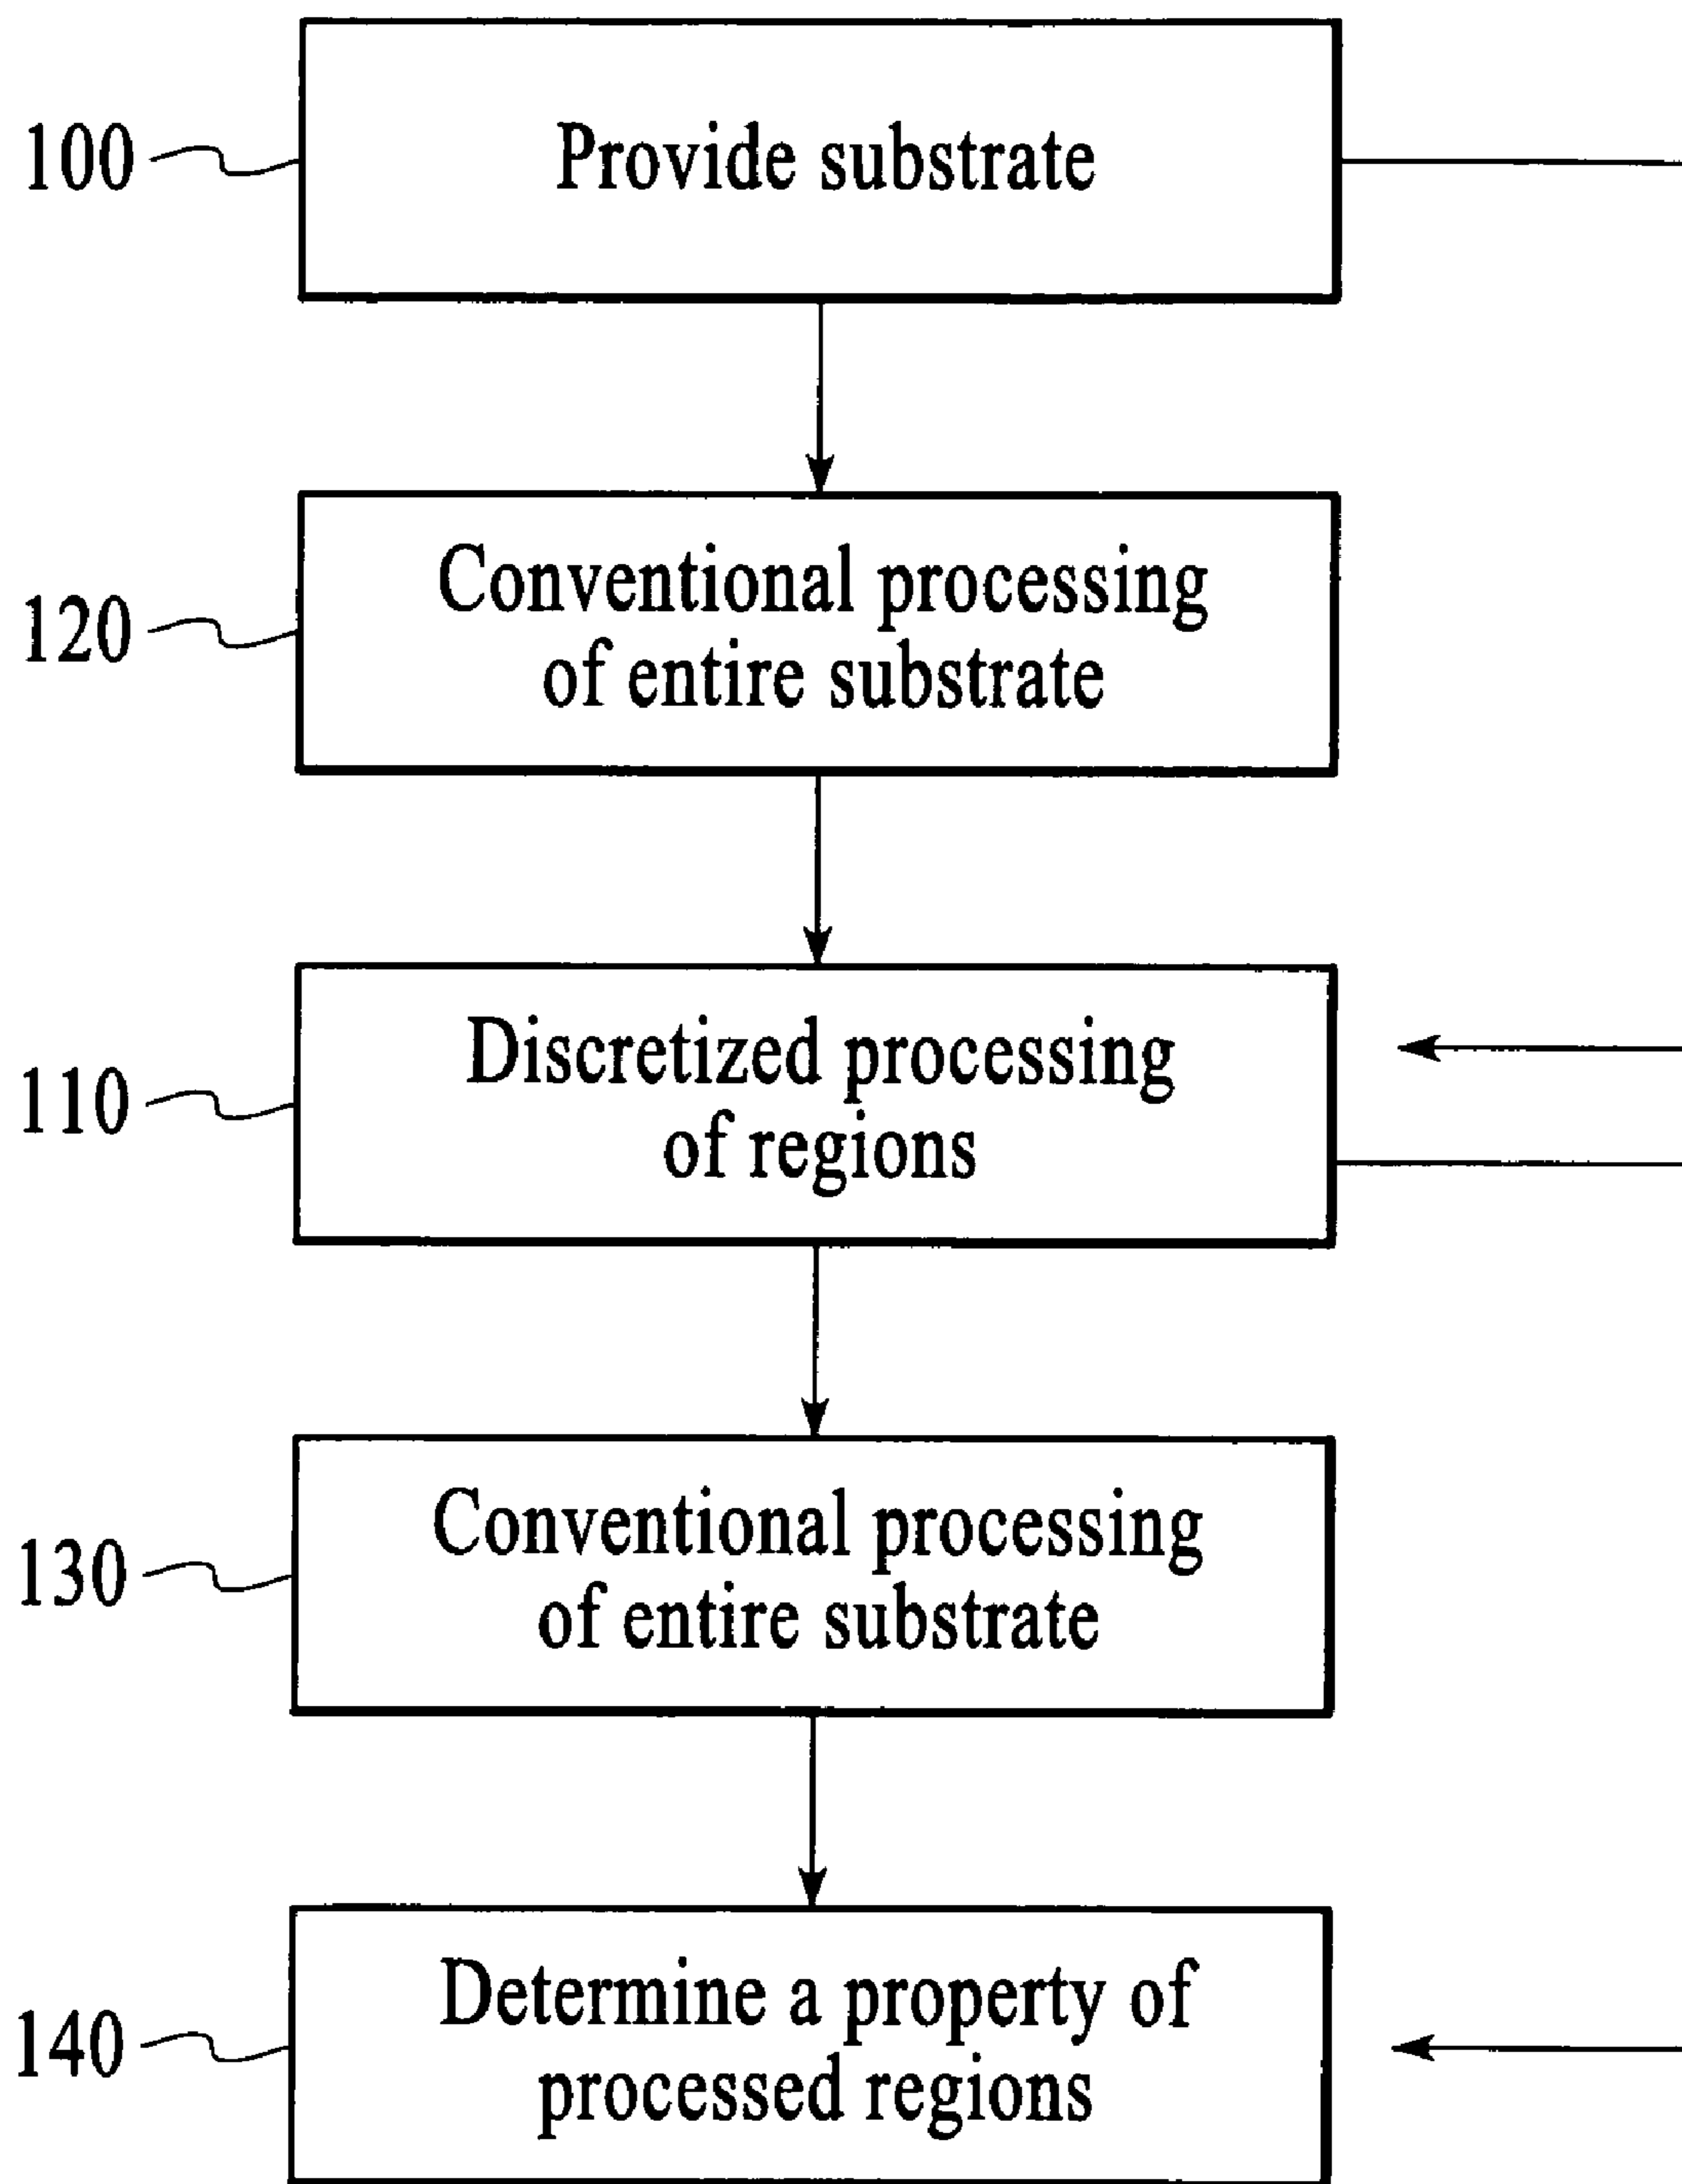 100
Provide substrate
120
Conventional processing
of entire substrate
110
Discretized processing
of regions
130
Conventional processing
of entire substrate
140
Determine a property of
processed regions